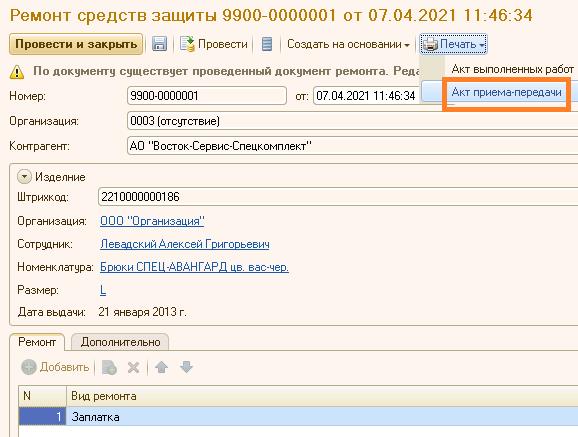 Ремонт средств защиты 9900-0000001 от 07.04.2021 11:46:34
Провести и закрыть Провести Создать на основании Печать
По документу существует проведенный документ ремонта. Реда
Акт выполненных работ
Номер: 9900-0000001 от: 07.04.2021 11:46:34 Акт приема-передачи
Организация: 0003 (отсутствие)
Контрагент: АО "Восток-Сервис-Спецкомплект"
Изделние
Штрихкод: 2210000000186
Организация: ООО "Организация"
Сотрудник: Левадский Алексей Григорьевич
Номенклатура: Брюки СПЕЦ-АВАНГАРД цв. вас-чер.
Размер: L
Дата выдачи: 21 января 2013 г.
Ремонт Дополнительно
Добавить
N Вид ремонта
1 Заплатка